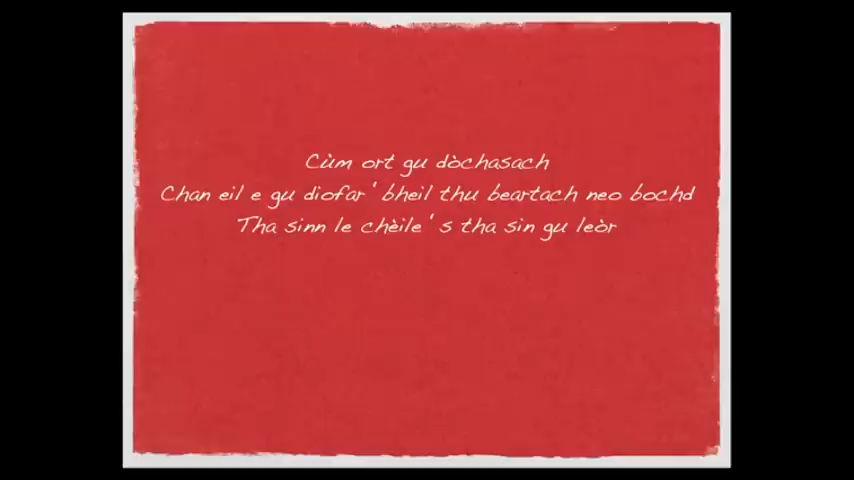 Cùm ort gu dòchasach
Chan eil e gu diofar 'bheil thu beartach neo bochd
Tha sinn le chèile 's tha sin gu leòr